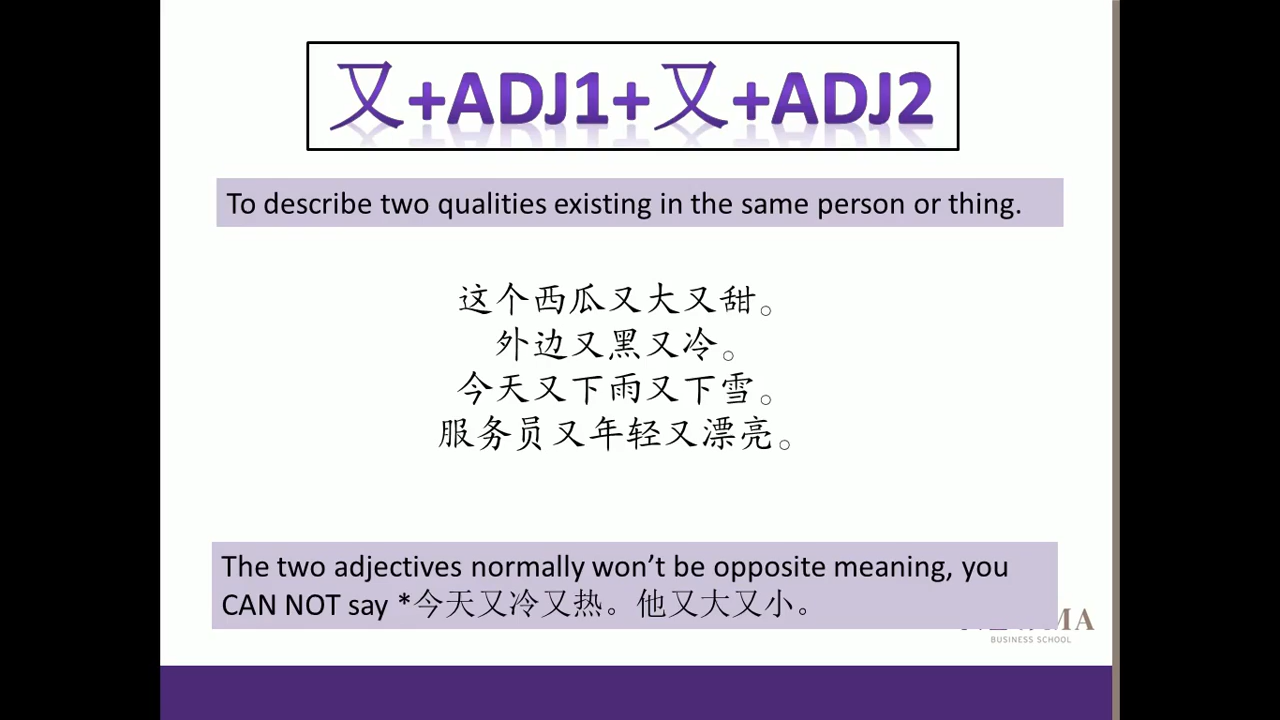 又+ADJ1+又+ADJ2
To describe two qualities existing in the same person or thing.
这个西瓜又大又甜。
外边又黑又冷。
今天又下雨又下雪。
服务员又年轻又漂亮。
The two adjectives normally won't be opposite meaning, you
CAN NOT say *今天又冷又热。他又大又小。
BUSINESS SCHOOL